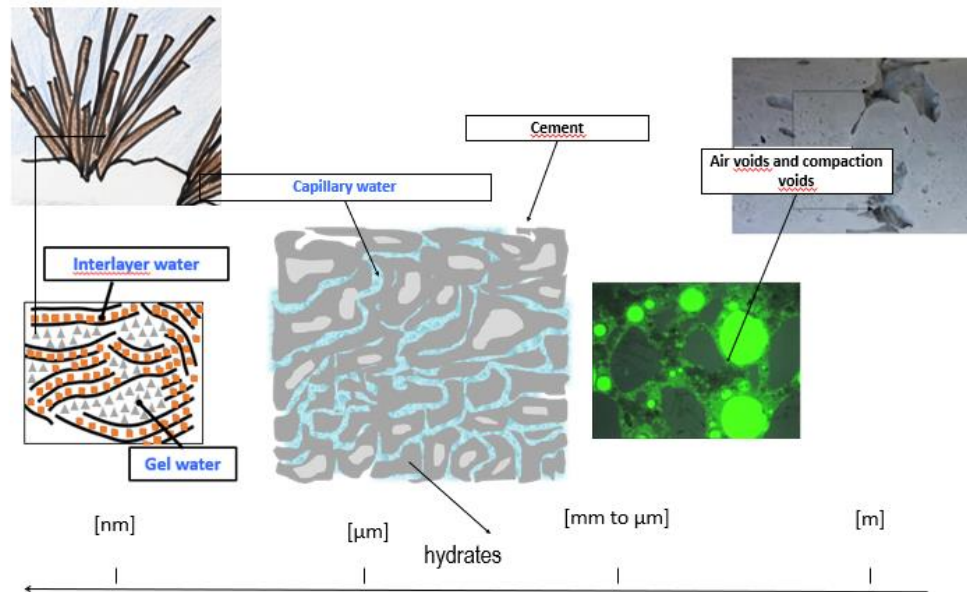 Cement
Air voids and compaction
voids
Capillary water
Interlayer water
Gel water
[nm]
[μm]
[mm to μm]
[m]
hydrates